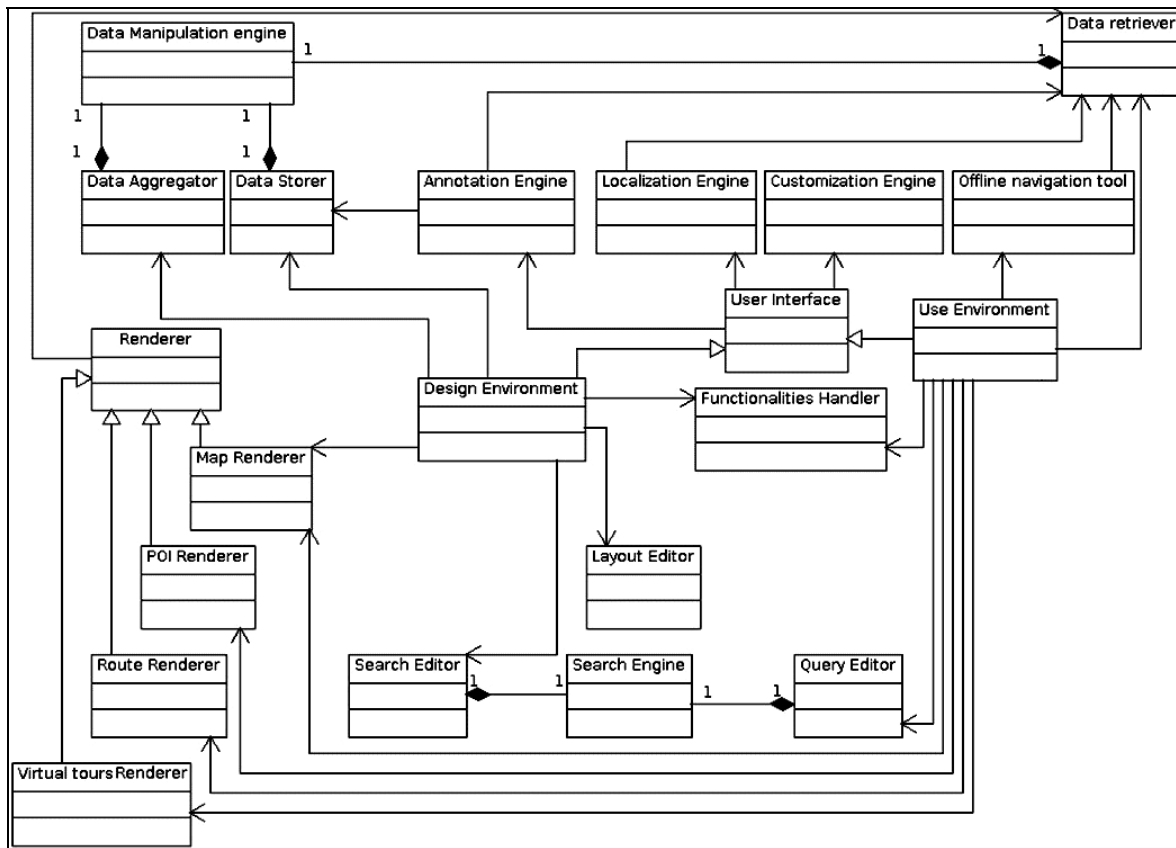 Data Manipulation engine
Data retriever
1
1
1
1
1
1
Data Aggregator
Data Storer
Annotation Engine
Localization Engine
Customization Engine
Offline navigation tool
User Interface
Use Environment
Renderer
Design Environment
Functionalities Handler
Map Renderer
POI Renderer
Layout Editor
Route Renderer
Search Editor
Search Engine
Query Editor
1
1
1
1
Virtual tours Renderer